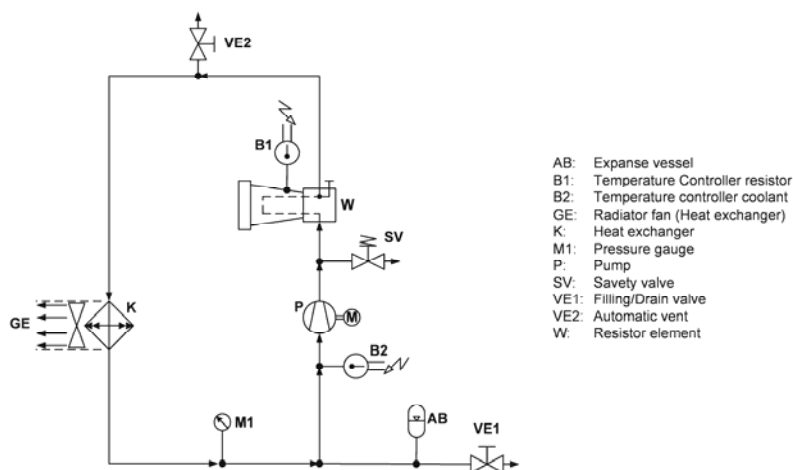 VE2
B1
W
SV
P
M
K
GE
B2
M1
AB
VE1
AB: Expanse vessel
B1: Temperature Controller resistor
B2: Temperature controller coolant
GE: Radiator fan (Heat exchanger)
K: Heat exchanger
M1: Pressure gauge
P: Pump
SV: Savety valve
VE1: Filling/Drain valve
VE2: Automatic vent
W: Resistor element